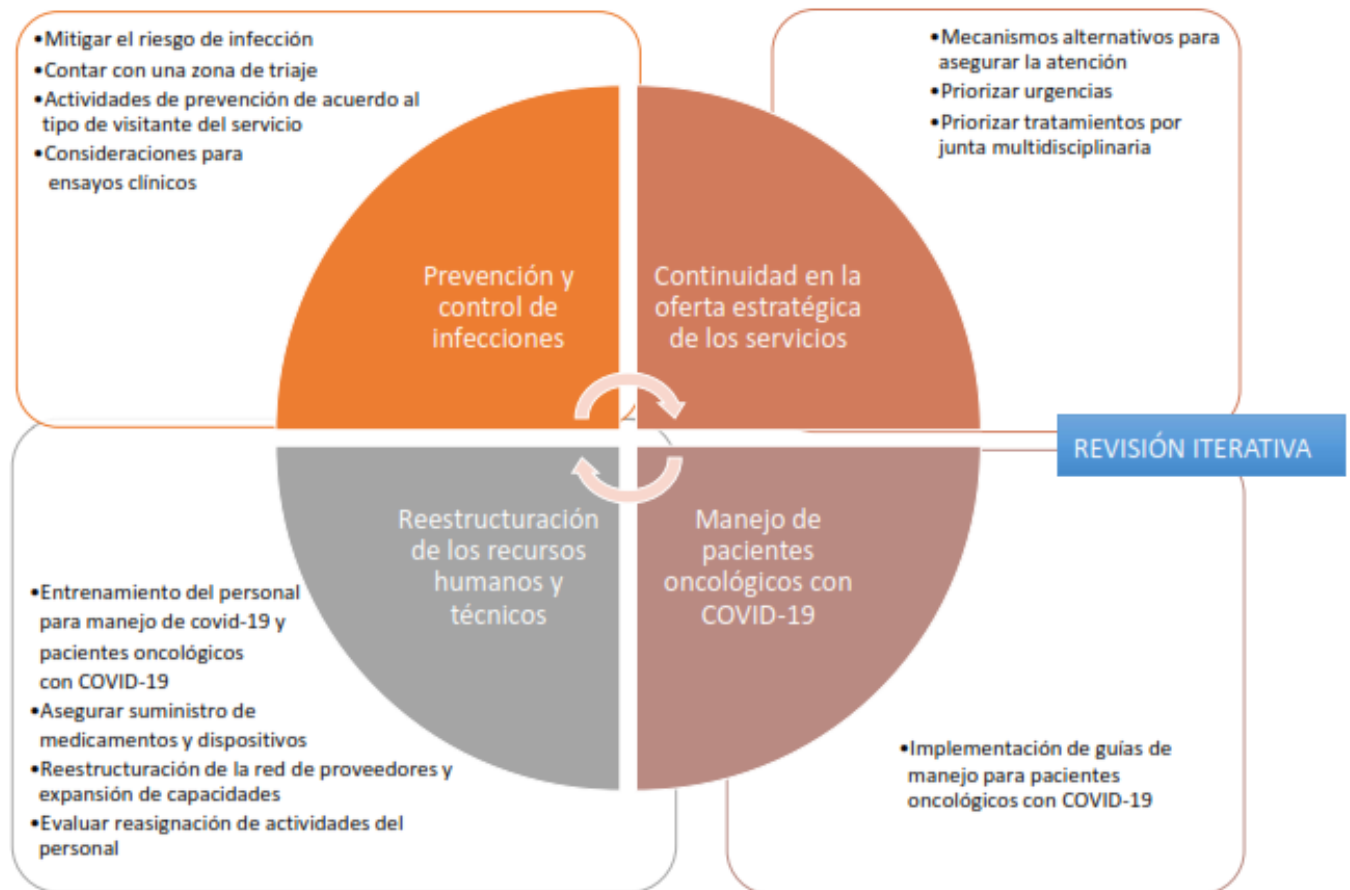 •Mitigar el riesgo de infección
•Contar con una zona de triaje
•Actividades de prevención de acuerdo al
tipo de visitante del servicio
•Consideraciones para
ensayos clínicos
•Mecanismos alternativos para
asegurar la atención
•Priorizar urgencias
•Priorizar tratamientos por
junta multidisciplinaria
Prevención y
control de
infecciones
Continuidad en la
oferta estratégica
de los servicios
REVISIÓN ITERATIVA
Reestructuración
de los recursos
humanos y
técnicos
Manejo de
pacientes
oncológicos con
COVID-19
•Entrenamiento del personal
para manejo de covid-19 y
pacientes oncológicos
con COVID-19
•Asegurar suministro de
medicamentos y dispositivos
•Reestructuración de la red de proveedores y
expansión de capacidades
•Evaluar reasignación de actividades del
personal
•Implementación de guías de
manejo para pacientes
oncológicos con COVID-19